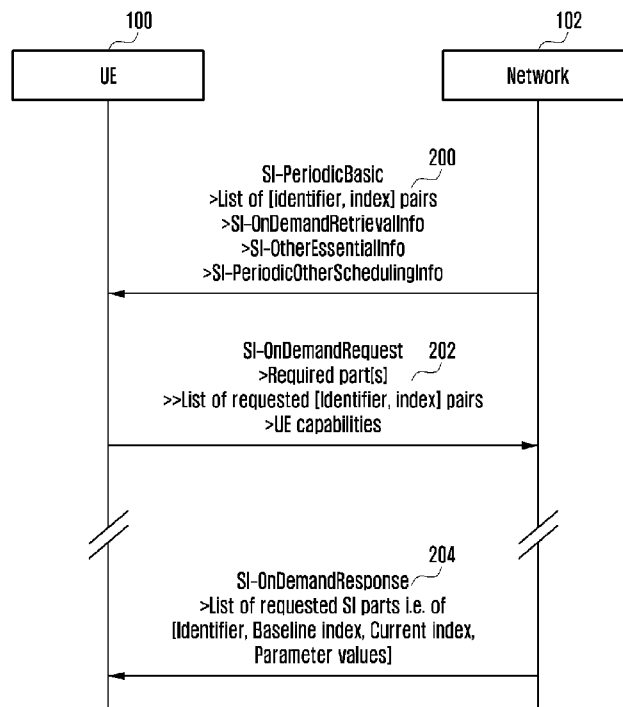 100
102
UE
Network
200
SI-PeriodicBasic
>List of [identifier, index] pairs
>SI-OnDemandRetrievalInfo
>SI-OtherEssentialInfo
>SI-PeriodicOtherSchedulingInfo
SI-OnDemandRequest
202
>Required part[s]
>>List of requested [Identifier, index] pairs
>UE capabilities
204
SI-OnDemandResponse
>List of requested SI parts i.e. of
[Identifier, Baseline index, Current index,
Parameter values]